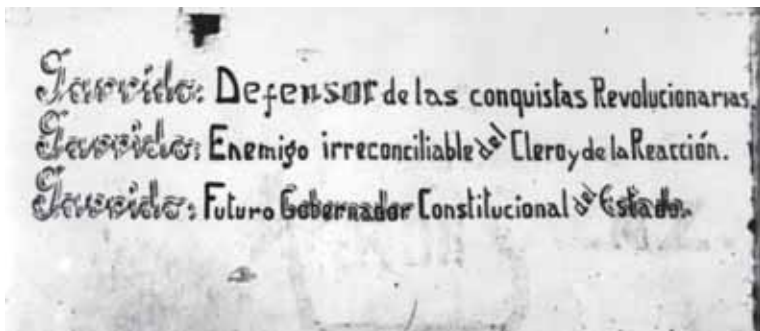 Garrido: Defensor de las conquistas Revolucionarias.
Garrido: Enemigo irreconciliable del Clero y de la Reacción.
Garrido: Futuro Gobernador Constitucional del Estado.